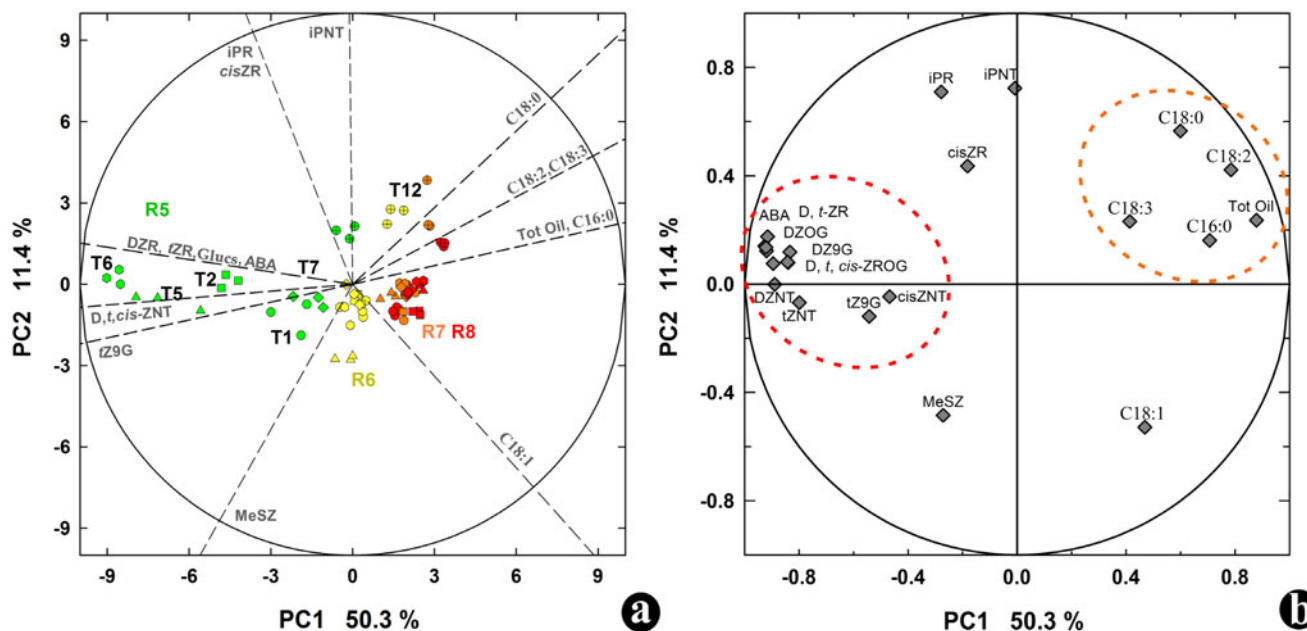 9
6
3
0
-3
-6
-9
PC2 11.4 %
iPNT
iPR
cisZR
C18:0
C18:2,C18:3
Tot Oil, C16:0
T12
R5
DZR, tZR,Glucs, ABA
T6
T2
T7
T5
D,t,cis-ZNT
tZ9G
T1
R7 R8
R6
C18:1
MeSZ
-9 -6 -3 0 3 6 9
PC1 50.3 %
a
0.8
0.4
0.0
-0.4
-0.8
PC2 11.4 %
iPR
iPNT
C18:0
C18:2
cisZR
ABA D, t-ZR
C18:3
Tot Oil
C16:0
DZOG
DZ9G
D, t, cis-ZROG
DZNT
tZNT
tZ9G
cisZNT
MeSZ
C18:1
-0.8 -0.4 0.0 0.4 0.8
PC1 50.3 %
b